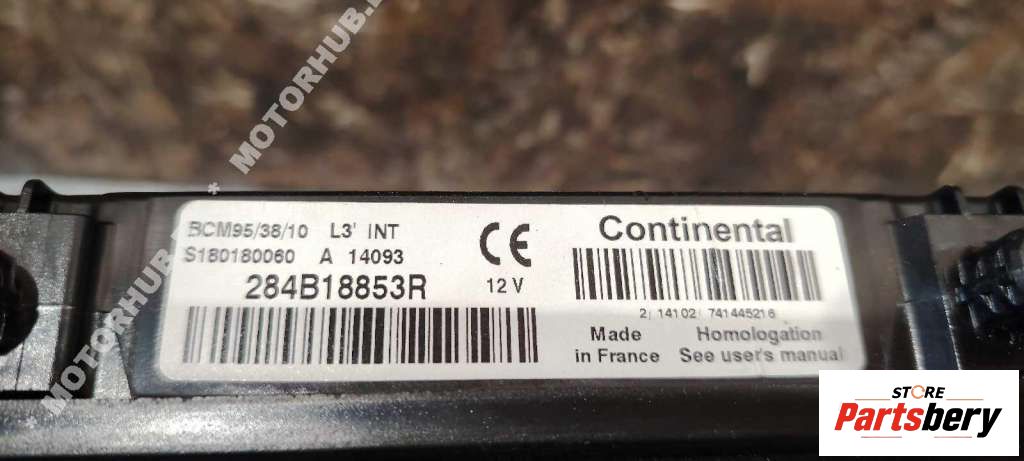 MOTORHUB.
* MOTORHUB.
BCM95/38/10 L3' INT
S180180060 A 14093
284B18853R
CE
12 V
Continental
2 14102 741445216
Made
in France
Homologation
See user's manual
STORE
Partsbery